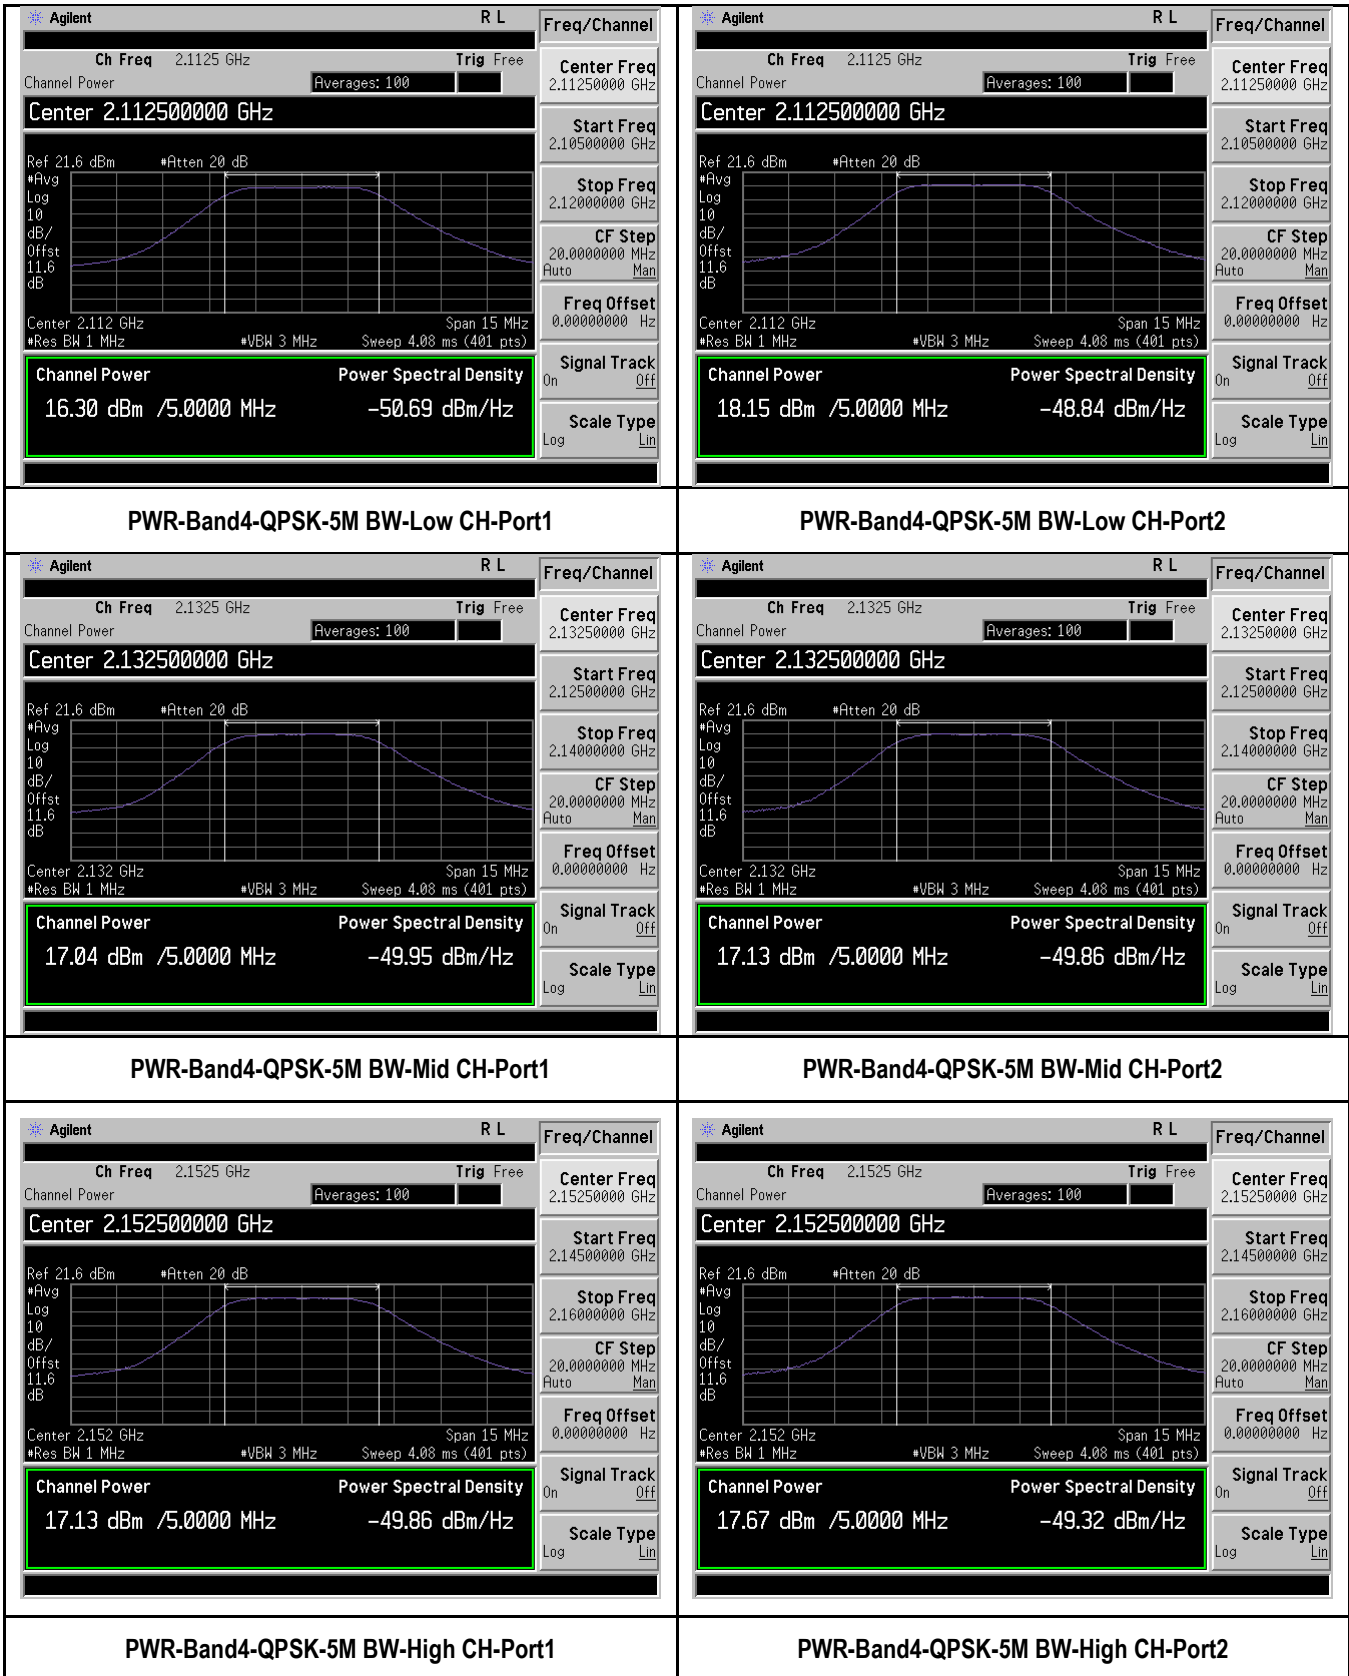 Agilent R L Freq/Channel
Ch Freq 2.1125 GHz Trig Free
Channel Power Averages: 100
Center 2.112500000 GHz
Center Freq
2.11250000 GHz
Start Freq
2.10500000 GHz
Stop Freq
2.12000000 GHz
CF Step
20.0000000 MHz
Auto Man
Freq Offset
0.00000000 Hz
Signal Track
On Off
Scale Type
Log Lin
Ref 21.6 dBm #Atten 20 dB
#Avg
Log
10
dB/
Offst
11.6
dB
Center 2.112 GHz Span 15 MHz
#Res BW 1 MHz #VBW 3 MHz Sweep 4.08 ms (401 pts)
Channel Power Power Spectral Density
16.30 dBm /5.0000 MHz -50.69 dBm/Hz
PWR-Band4-QPSK-5M BW-Low CH-Port1
Agilent R L Freq/Channel
Ch Freq 2.1125 GHz Trig Free
Channel Power Averages: 100
Center 2.112500000 GHz
Center Freq
2.11250000 GHz
Start Freq
2.10500000 GHz
Stop Freq
2.12000000 GHz
CF Step
20.0000000 MHz
Auto Man
Freq Offset
0.00000000 Hz
Signal Track
On Off
Scale Type
Log Lin
Ref 21.6 dBm #Atten 20 dB
#Avg
Log
10
dB/
Offst
11.6
dB
Center 2.112 GHz Span 15 MHz
#Res BW 1 MHz #VBW 3 MHz Sweep 4.08 ms (401 pts)
Channel Power Power Spectral Density
18.15 dBm /5.0000 MHz -48.84 dBm/Hz
PWR-Band4-QPSK-5M BW-Low CH-Port2
Agilent R L Freq/Channel
Ch Freq 2.1325 GHz Trig Free
Channel Power Averages: 100
Center 2.132500000 GHz
Center Freq
2.13250000 GHz
Start Freq
2.12500000 GHz
Stop Freq
2.14000000 GHz
CF Step
20.0000000 MHz
Auto Man
Freq Offset
0.00000000 Hz
Signal Track
On Off
Scale Type
Log Lin
Ref 21.6 dBm #Atten 20 dB
#Avg
Log
10
dB/
Offst
11.6
dB
Center 2.132 GHz Span 15 MHz
#Res BW 1 MHz #VBW 3 MHz Sweep 4.08 ms (401 pts)
Channel Power Power Spectral Density
17.04 dBm /5.0000 MHz -49.95 dBm/Hz
PWR-Band4-QPSK-5M BW-Mid CH-Port1
Agilent R L Freq/Channel
Ch Freq 2.1325 GHz Trig Free
Channel Power Averages: 100
Center 2.132500000 GHz
Center Freq
2.13250000 GHz
Start Freq
2.12500000 GHz
Stop Freq
2.14000000 GHz
CF Step
20.0000000 MHz
Auto Man
Freq Offset
0.00000000 Hz
Signal Track
On Off
Scale Type
Log Lin
Ref 21.6 dBm #Atten 20 dB
#Avg
Log
10
dB/
Offst
11.6
dB
Center 2.132 GHz Span 15 MHz
#Res BW 1 MHz #VBW 3 MHz Sweep 4.08 ms (401 pts)
Channel Power Power Spectral Density
17.13 dBm /5.0000 MHz -49.86 dBm/Hz
PWR-Band4-QPSK-5M BW-Mid CH-Port2
Agilent R L Freq/Channel
Ch Freq 2.1525 GHz Trig Free
Channel Power Averages: 100
Center 2.152500000 GHz
Center Freq
2.15250000 GHz
Start Freq
2.14500000 GHz
Stop Freq
2.16000000 GHz
CF Step
20.0000000 MHz
Auto Man
Freq Offset
0.00000000 Hz
Signal Track
On Off
Scale Type
Log Lin
Ref 21.6 dBm #Atten 20 dB
#Avg
Log
10
dB/
Offst
11.6
dB
Center 2.152 GHz Span 15 MHz
#Res BW 1 MHz #VBW 3 MHz Sweep 4.08 ms (401 pts)
Channel Power Power Spectral Density
17.13 dBm /5.0000 MHz -49.86 dBm/Hz
PWR-Band4-QPSK-5M BW-High CH-Port1
Agilent R L Freq/Channel
Ch Freq 2.1525 GHz Trig Free
Channel Power Averages: 100
Center 2.152500000 GHz
Center Freq
2.15250000 GHz
Start Freq
2.14500000 GHz
Stop Freq
2.16000000 GHz
CF Step
20.0000000 MHz
Auto Man
Freq Offset
0.00000000 Hz
Signal Track
On Off
Scale Type
Log Lin
Ref 21.6 dBm #Atten 20 dB
#Avg
Log
10
dB/
Offst
11.6
dB
Center 2.152 GHz Span 15 MHz
#Res BW 1 MHz #VBW 3 MHz Sweep 4.08 ms (401 pts)
Channel Power Power Spectral Density
17.67 dBm /5.0000 MHz -49.32 dBm/Hz
PWR-Band4-QPSK-5M BW-High CH-Port2